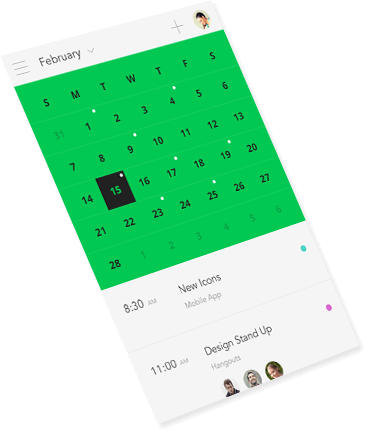 February
S M T W T F S
31 1 2 3 4 5 6
7 8 9 10 11 12 13
14 15 16 17 18 19 20
21 22 23 24 25 26 27
28 1 2 3 4 5 6
8:30 AM New Icons
Mobile App
11:00 AM Design Stand Up
Hangouts